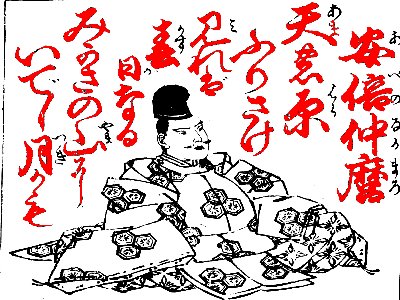 安倍仲麿
天の原
ふりさけ
見れば
春
日なる
みかさの山に
いでし月かも